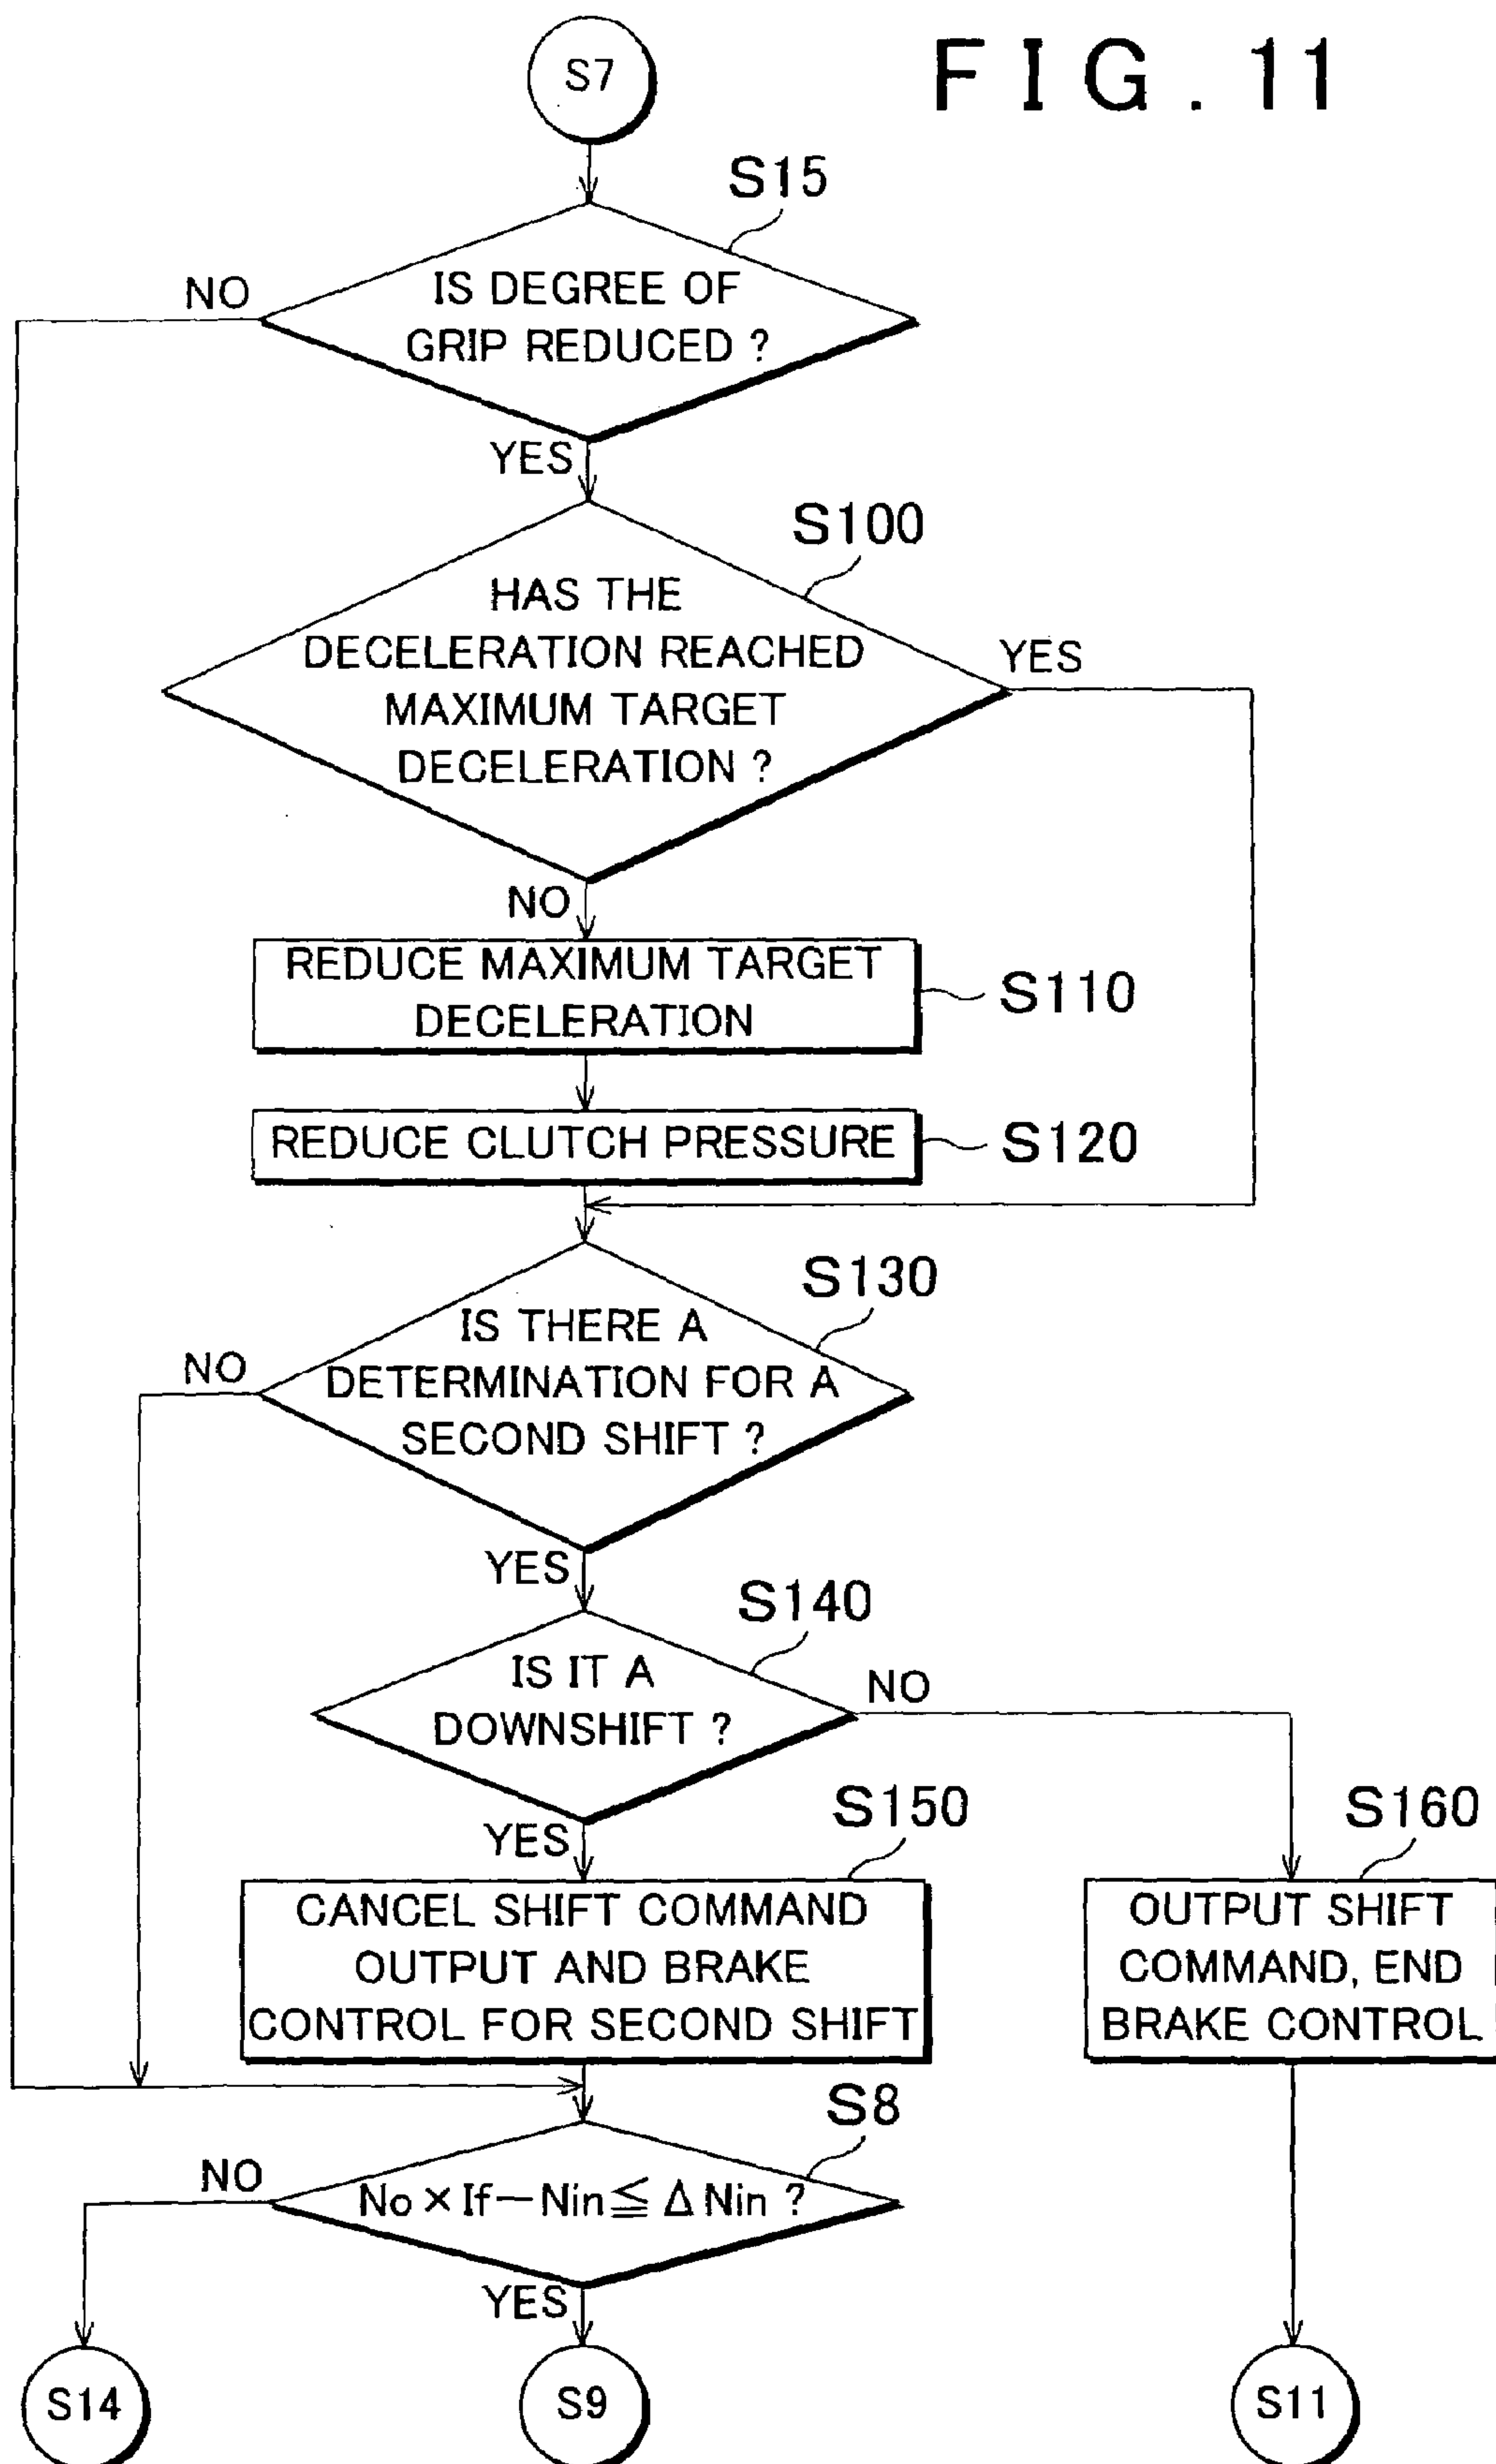 FIG. 11
S7
S15
IS DEGREE OF
GRIP REDUCED ?
NO
YES
S100
HAS THE
DECELERATION REACHED
MAXIMUM TARGET
DECELERATION ?
YES
NO
REDUCE MAXIMUM TARGET
DECELERATION
S110
REDUCE CLUTCH PRESSURE
S120
S130
IS THERE A
DETERMINATION FOR A
SECOND SHIFT ?
NO
YES
S140
IS IT A
DOWNSHIFT ?
NO
YES
S150
CANCEL SHIFT COMMAND
OUTPUT AND BRAKE
CONTROL FOR SECOND SHIFT
S160
OUTPUT SHIFT
COMMAND, END
BRAKE CONTROL
S8
No × If－Nin ≦ Δ Nin ?
NO
YES
S14
S9
S11